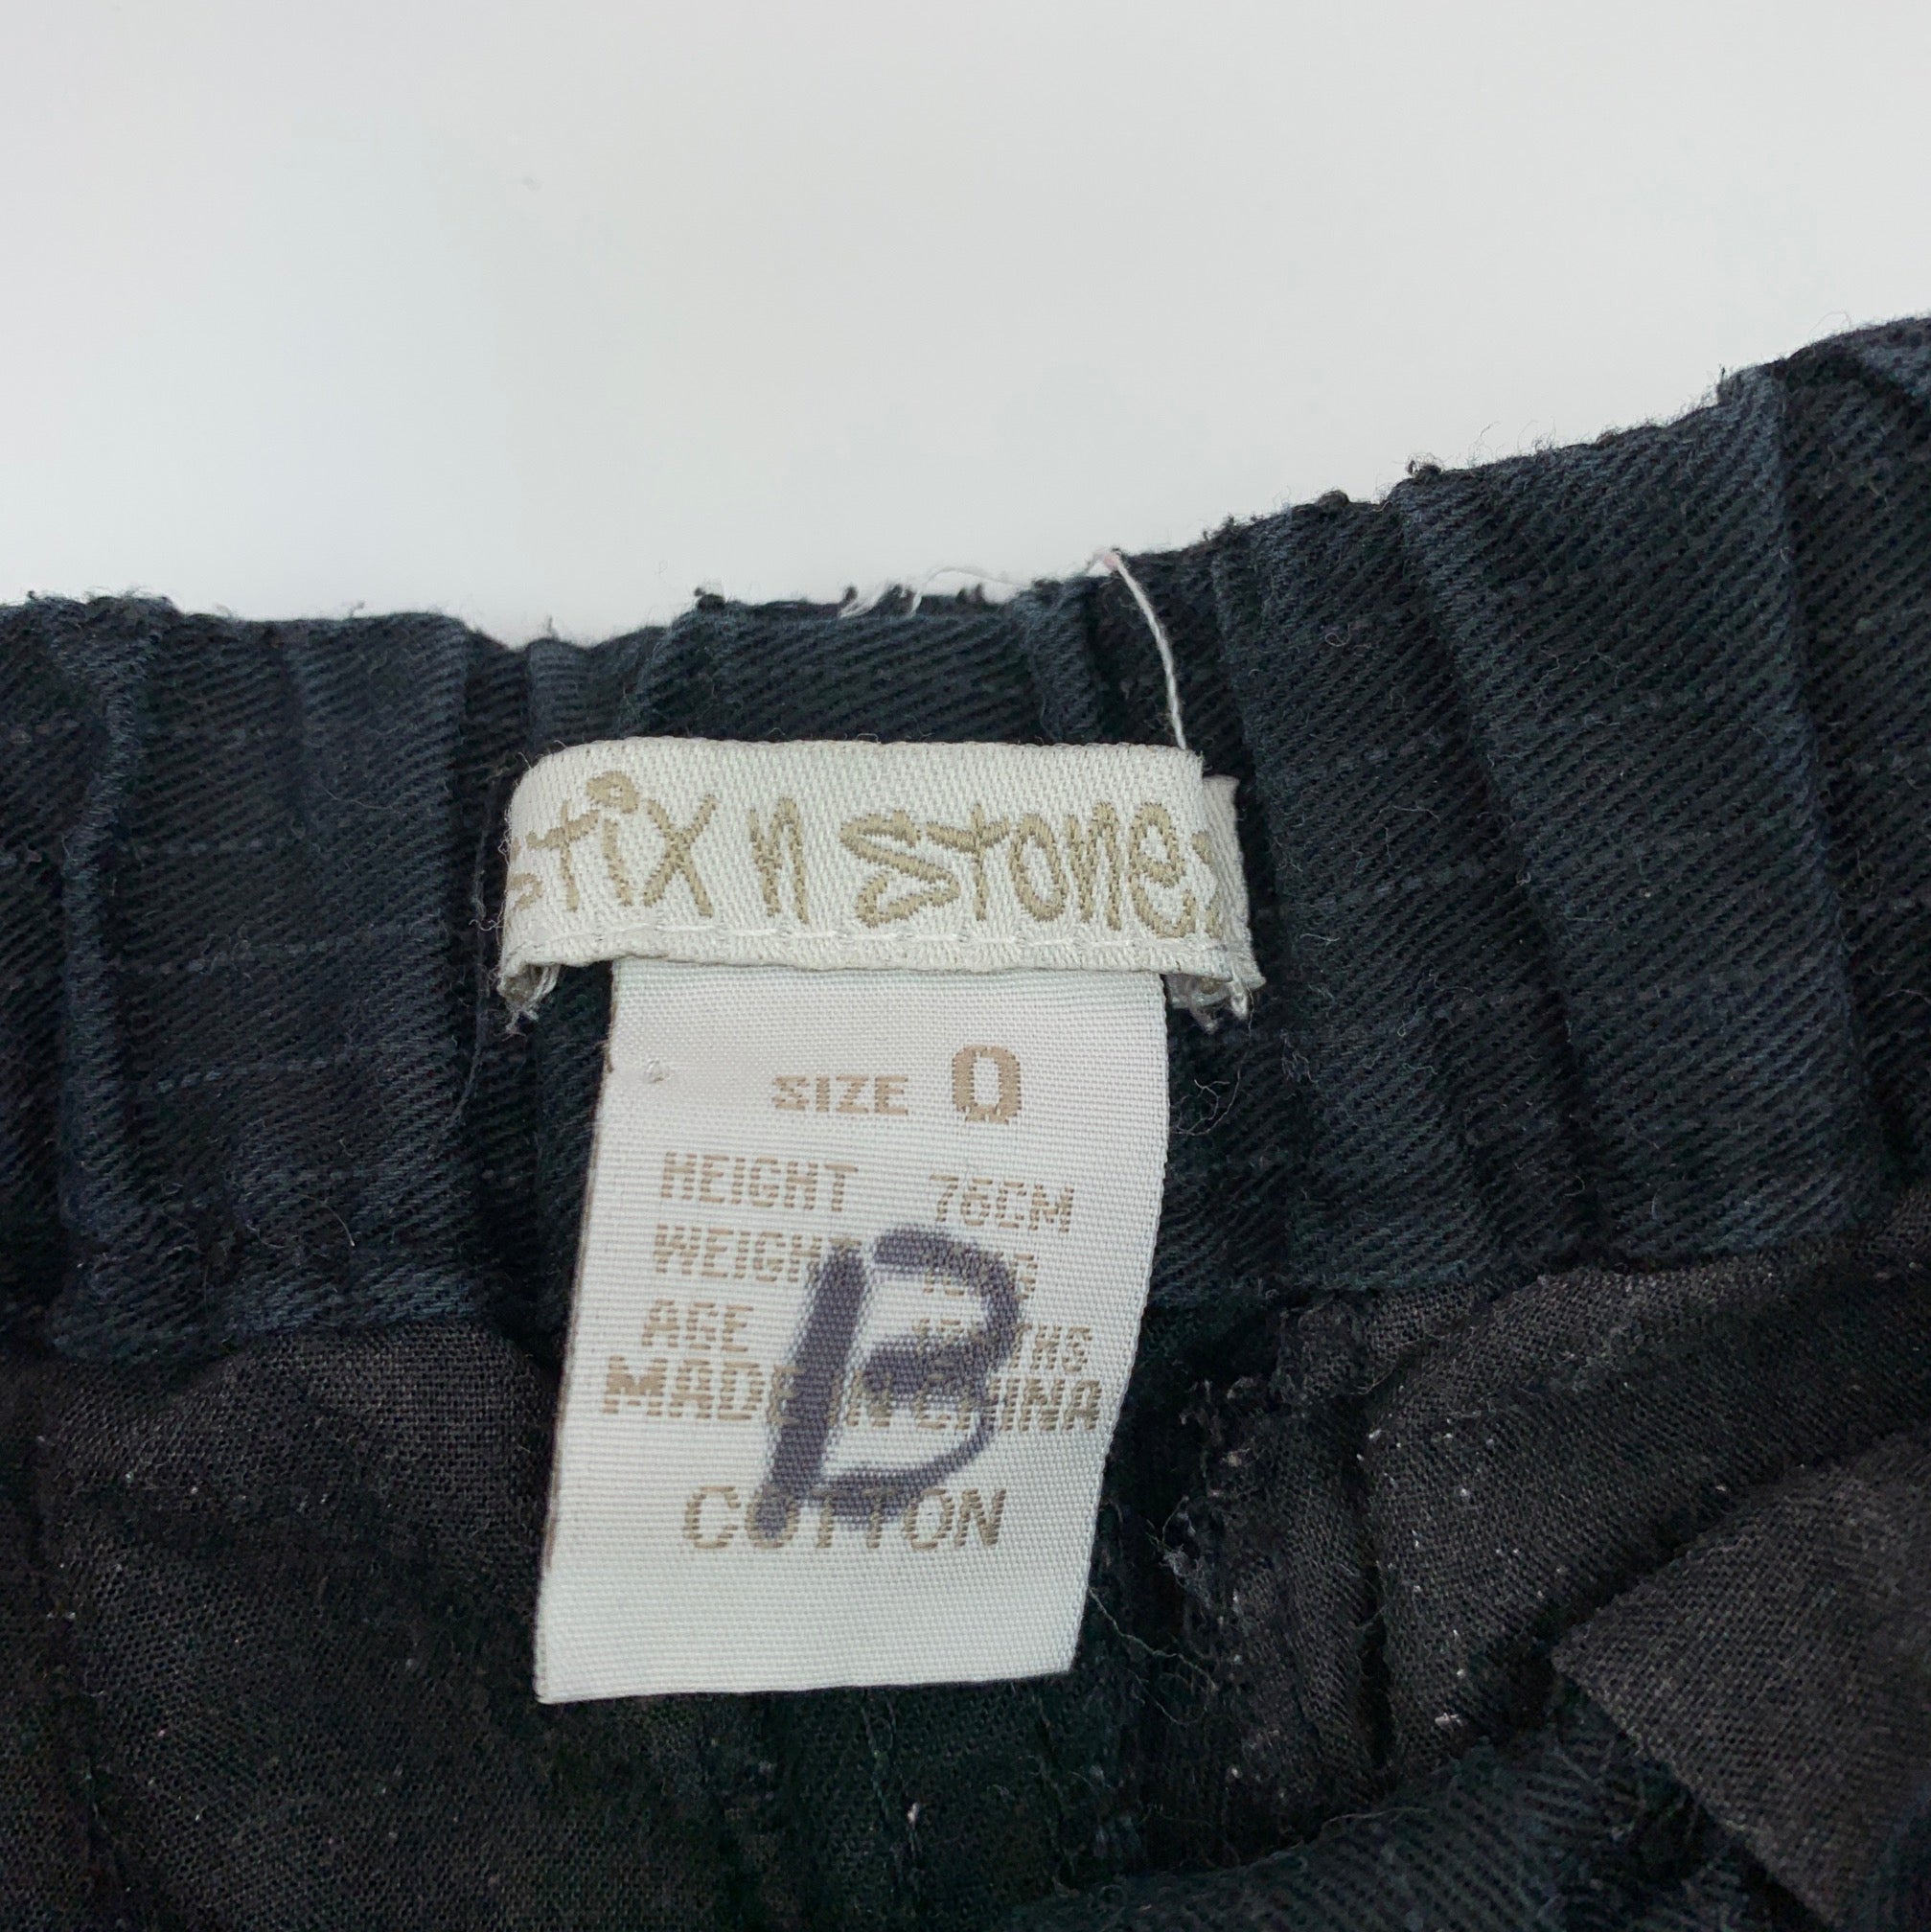 stix n stones
SIZE 0
HEIGHT 76CM
WEIGHT
AGE
MADE IN CHINA
B
COTTON